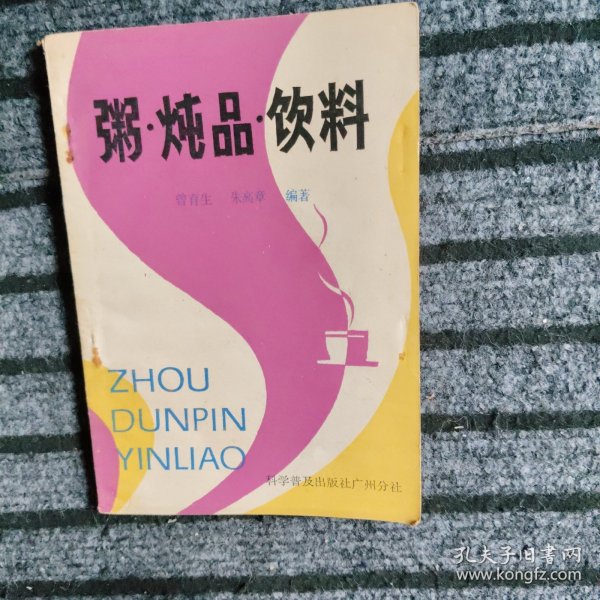 粥·炖品·饮料
曾育生 朱兆章 编著
ZHOU
DUNPIN
YINLIAO
科学普及出版社广州分社
孔夫子旧书网
www.kongfz.com